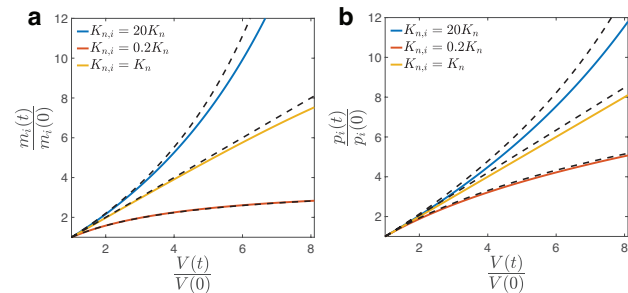 a
12
10
8
6
4
2
K_{n,i} = 20K_n
K_{n,i} = 0.2K_n
K_{n,i} = K_n
m_i(t)
m_i(0)
2
4
6
8
V(t)
V(0)
b
12
10
8
6
4
2
K_{n,i} = 20K_n
K_{n,i} = 0.2K_n
K_{n,i} = K_n
p_i(t)
p_i(0)
2
4
6
8
V(t)
V(0)